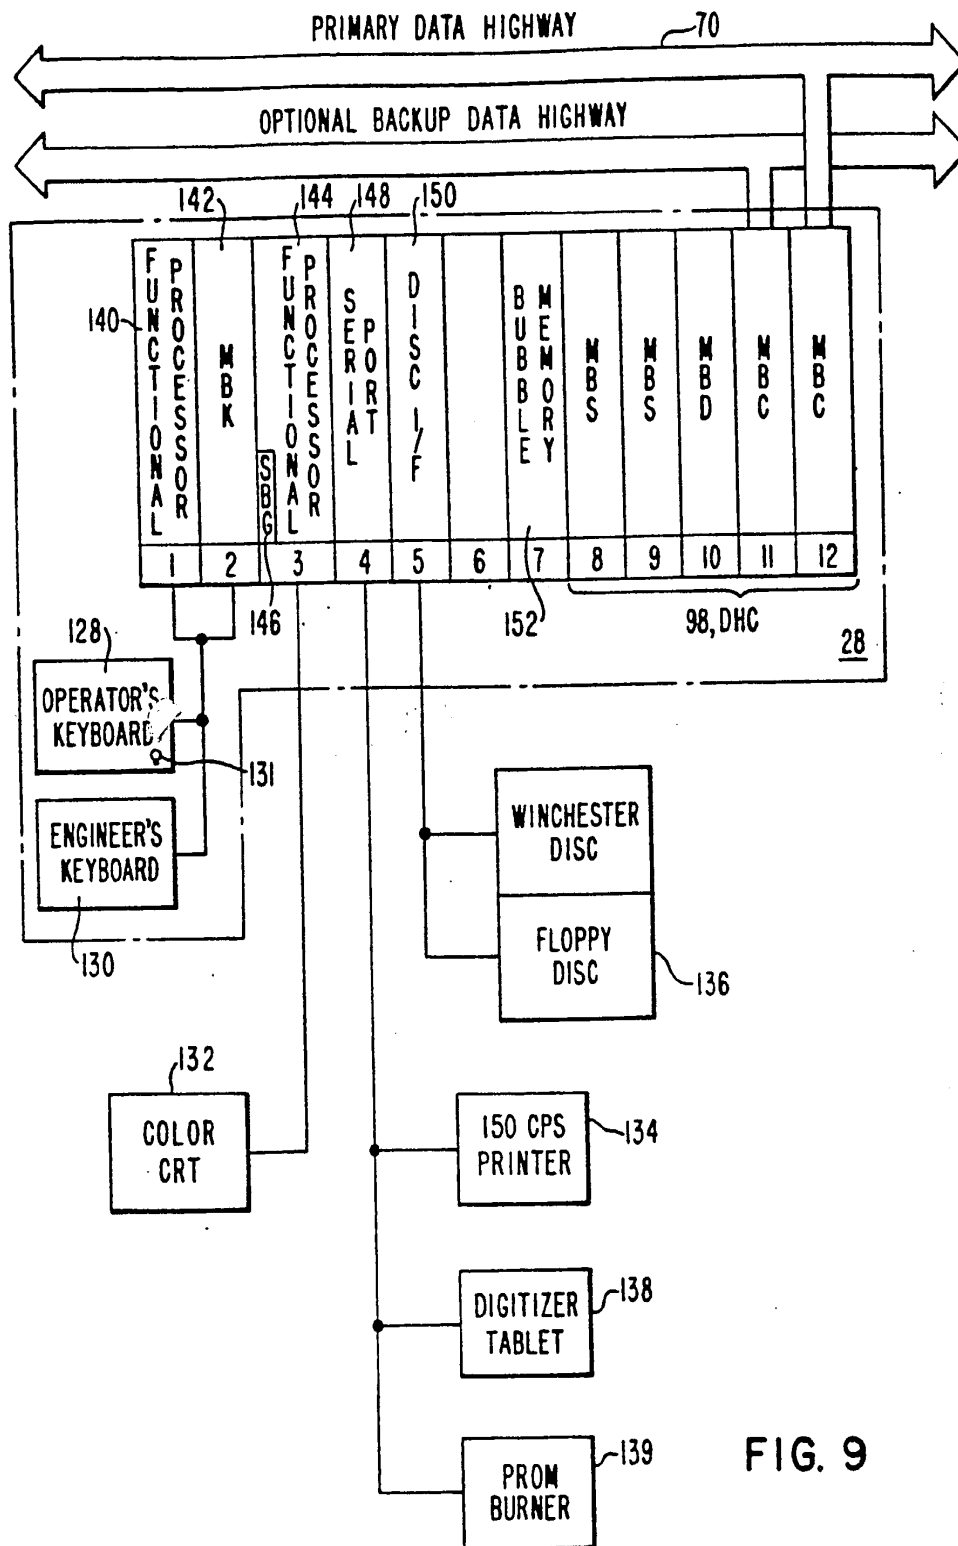 PRIMARY DATA HIGHWAY
70
OPTIONAL BACKUP DATA HIGHWAY
142
144
148
150
140
FUNCTIONAL
PROCESSOR
MBK
SBG
FUNCTIONAL
PROCESSOR
SERIAL
PORT
DISC I/F
BUBBLE
MEMORY
MBS
MBS
MBD
MBC
MBC
1 2 3 4 5 6 7 8 9 10 11 12
146
152
98, DHC
28
128
OPERATOR'S
KEYBOARD
131
ENGINEER'S
KEYBOARD
130
WINCHESTER
DISC
FLOPPY
DISC
136
132
COLOR
CRT
150 CPS
PRINTER
134
DIGITIZER
TABLET
138
PROM
BURNER
139
FIG. 9